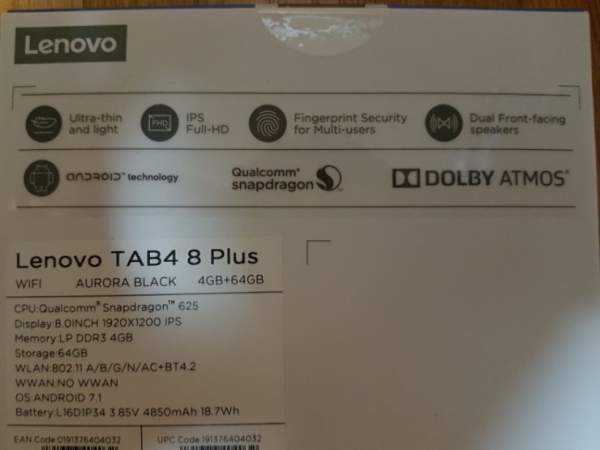 Lenovo
Ultra-thin and light
FHD
IPS Full-HD
Fingerprint Security for Multi-users
Dual Front-facing speakers
ANDROID™ technology
Qualcomm® snapdragon
DOLBY ATMOS®
Lenovo TAB4 8 Plus
WIFI AURORA BLACK 4GB+64GB
CPU:Qualcomm® Snapdragon™ 625
Display:8.0INCH 1920X1200 IPS
Memory:LP DDR3 4GB
Storage:64GB
WLAN:802.11 A/B/G/N/AC+BT4.2
WWAN:NO WWAN
OS:ANDROID 7.1
Battery:L16D1P34 3.85V 4850mAh 18.7Wh
EAN Code 0191376404032 UPC Code 191376404032